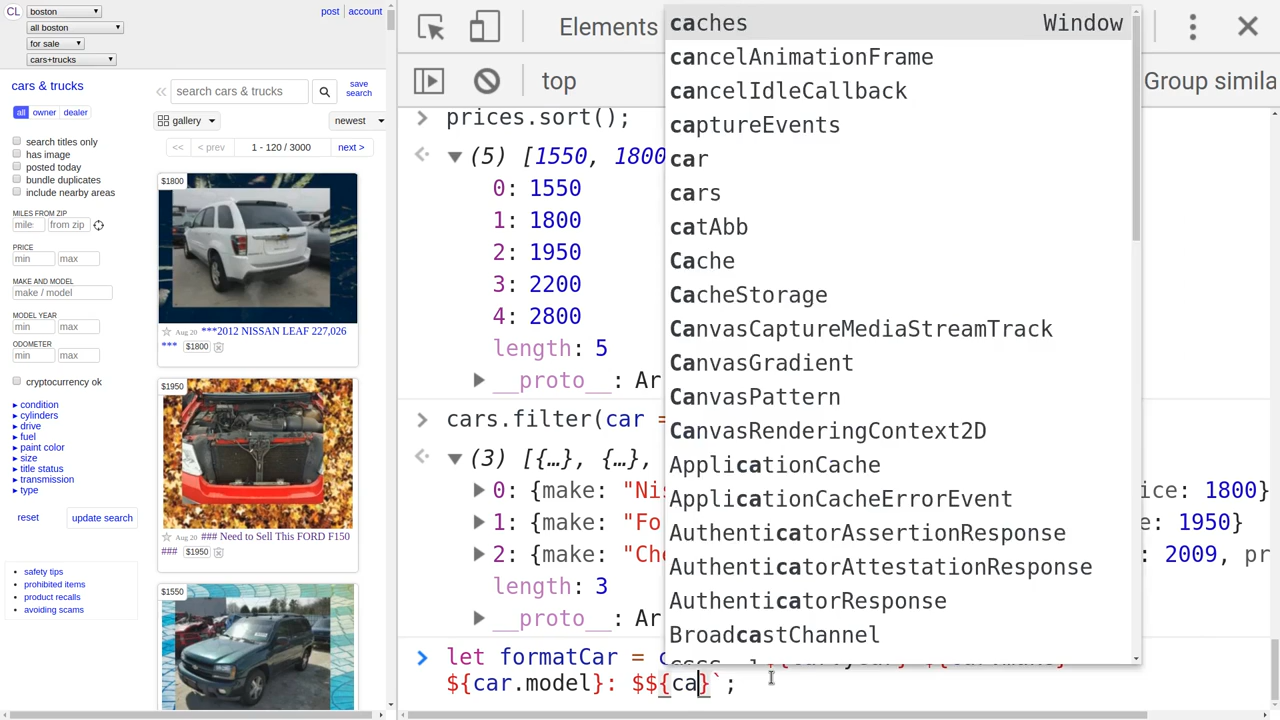 CL
boston
all boston
for sale
cars+trucks
post account
cars & trucks
search cars & trucks
save search
all owner dealer
gallery
newest
search titles only
has image
posted today
bundle duplicates
include nearby areas
<< < prev 1 - 120 / 3000 next >
MILES FROM ZIP
mile: from zip
PRICE
min max
MAKE AND MODEL
make / model
MODEL YEAR
min max
ODOMETER
min max
cryptocurrency ok
condition
cylinders
drive
fuel
paint color
size
title status
transmission
type
reset update search
safety tips
prohibited items
product recalls
avoiding scams
$1800
Aug 20 ***2012 NISSAN LEAF 227,026
*** $1800
$1950
Aug 20 ### Need to Sell This FORD F150
### $1950
$1550
Elements
top
Group simila
prices.sort();
(5) [1550, 1800
0: 1550
1: 1800
2: 1950
3: 2200
4: 2800
length: 5
__proto__: Ar
cars.filter(car =
(3) [{…}, {…},
0: {make: "Nis
ice: 1800}
1: {make: "Fo
e: 1950}
2: {make: "Che
2009, pr
length: 3
__proto__: Ar
let formatCar = c
${car.model}: $${ca}`;
caches Window
cancelAnimationFrame
cancelIdleCallback
captureEvents
car
cars
catAbb
Cache
CacheStorage
CanvasCaptureMediaStreamTrack
CanvasGradient
CanvasPattern
CanvasRenderingContext2D
ApplicationCache
ApplicationCacheErrorEvent
AuthenticatorAssertionResponse
AuthenticatorAttestationResponse
AuthenticatorResponse
BroadcastChannel